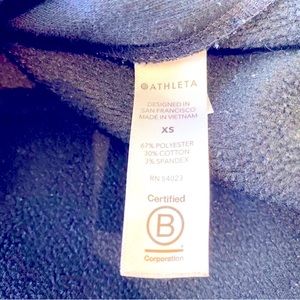 ATHLETA
DESIGNED IN
SAN FRANCISCO
MADE IN VIETNAM
XS
67% POLYESTER
30% COTTON
3% SPANDEX
RN 54023
Certified
B
Corporation